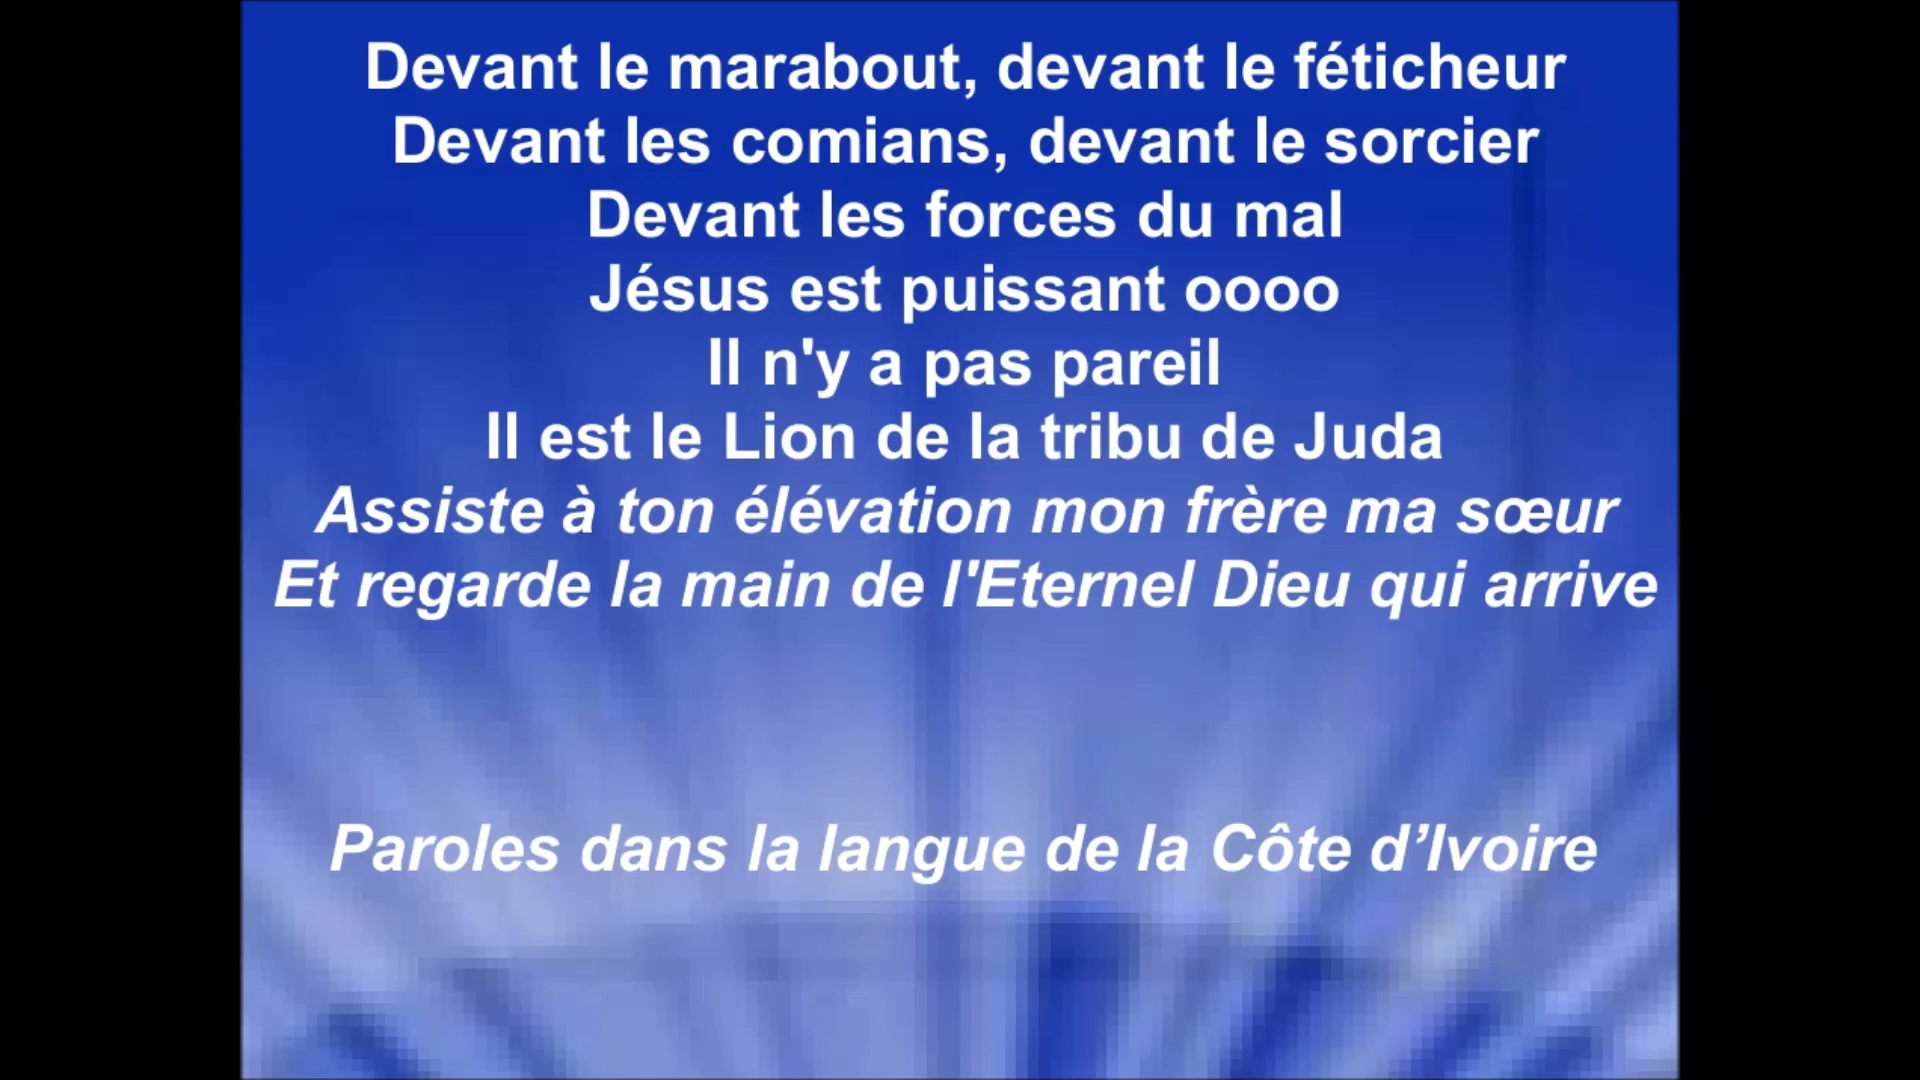 Devant le marabout, devant le féticheur
Devant les comians, devant le sorcier
Devant les forces du mal
Jésus est puissant oooo
Il n'y a pas pareil
Il est le Lion de la tribu de Juda
Assiste à ton élévation mon frère ma sœur
Et regarde la main de l'Eternel Dieu qui arrive
Paroles dans la langue de la Côte d’Ivoire